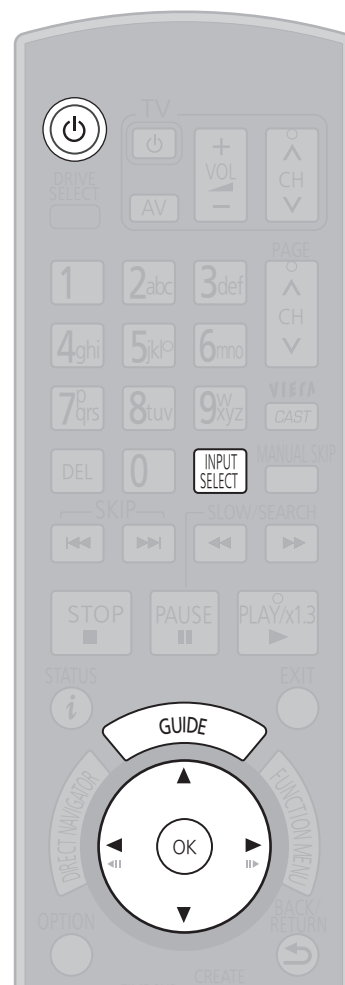 TV
DRIVE
SELECT
+
VOL
−
CH
AV
PAGE
1 2abc 3def
CH
4ghi 5jkl 6mno
7pqrs 8tuv 9wxyz
VIERA
CAST
DEL 0 INPUT
SELECT
MANUAL SKIP
SKIP
SLOW/SEARCH
STOP PAUSE PLAY/x1.3
STATUS
i
EXIT
GUIDE
DIRECT NAVIGATOR
FUNCTION MENU
OK
OPTION
BACK/
RETURN
CREATE